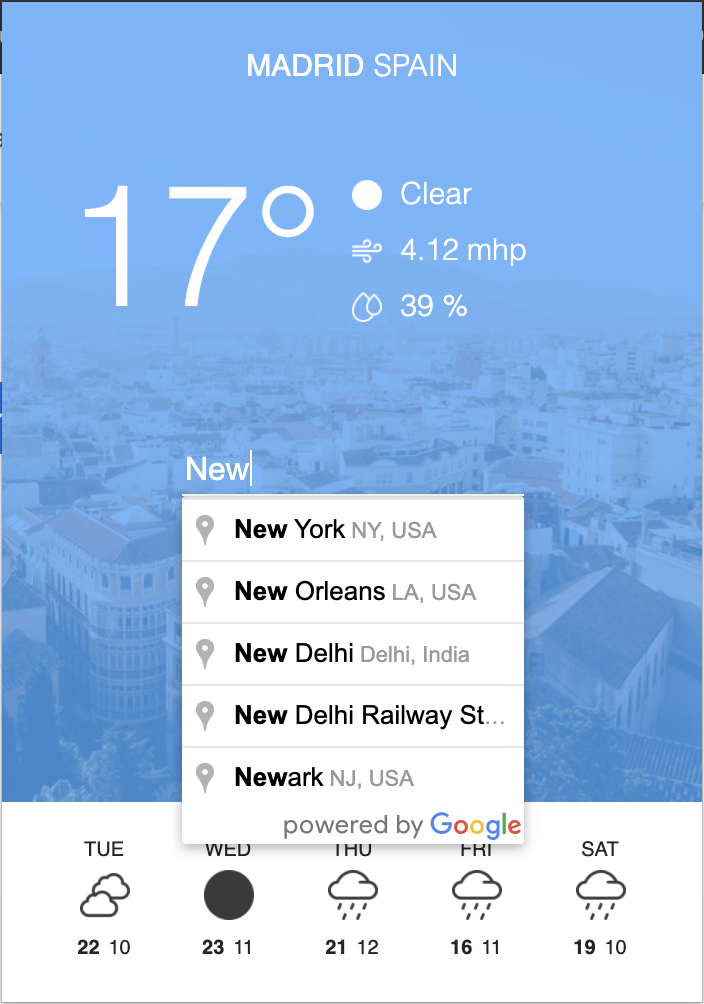 MADRID SPAIN
17°
Clear
4.12 mhp
39 %
New
New York NY, USA
New Orleans LA, USA
New Delhi Delhi, India
New Delhi Railway St...
Newark NJ, USA
powered by Google
TUE WED THU FRI SAT
22 10 23 11 21 12 16 11 19 10